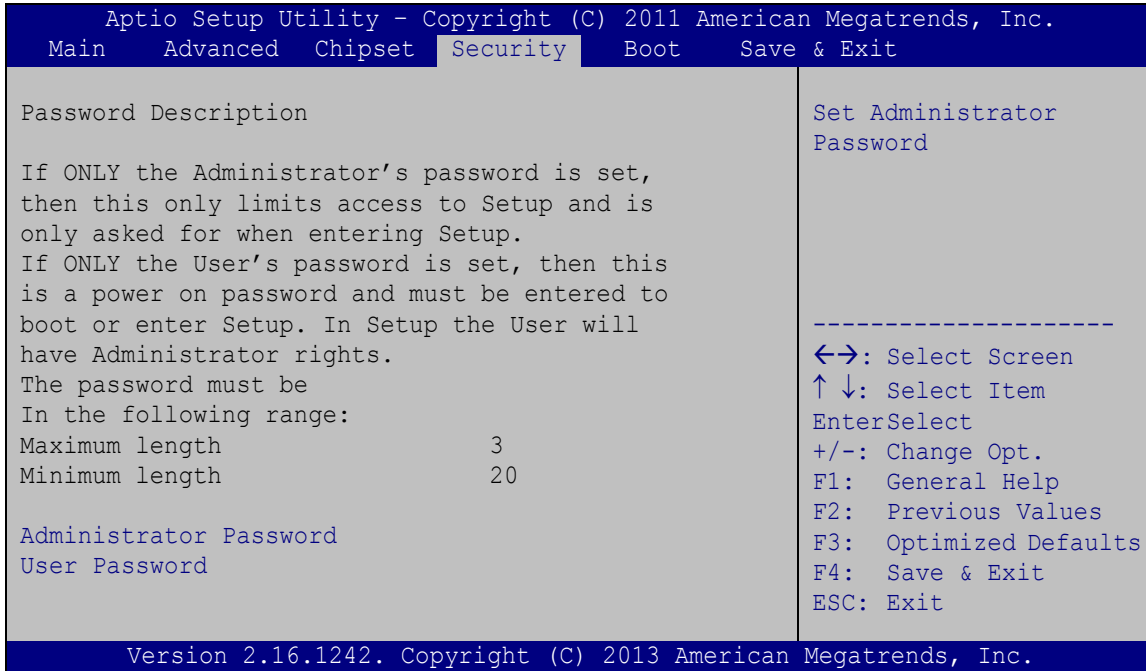 Aptio Setup Utility – Copyright (C) 2011 American Megatrends, Inc.
Main Advanced Chipset Security Boot Save & Exit
Password Description
If ONLY the Administrator’s password is set,
then this only limits access to Setup and is
only asked for when entering Setup.
If ONLY the User’s password is set, then this
is a power on password and must be entered to
boot or enter Setup. In Setup the User will
have Administrator rights.
The password must be
In the following range:
Maximum length 3
Minimum length 20
Administrator Password
User Password
Set Administrator
Password
---------------------
←→: Select Screen
↑ ↓: Select Item
EnterSelect
+/-: Change Opt.
F1: General Help
F2: Previous Values
F3: Optimized Defaults
F4: Save & Exit
ESC: Exit
Version 2.16.1242. Copyright (C) 2013 American Megatrends, Inc.